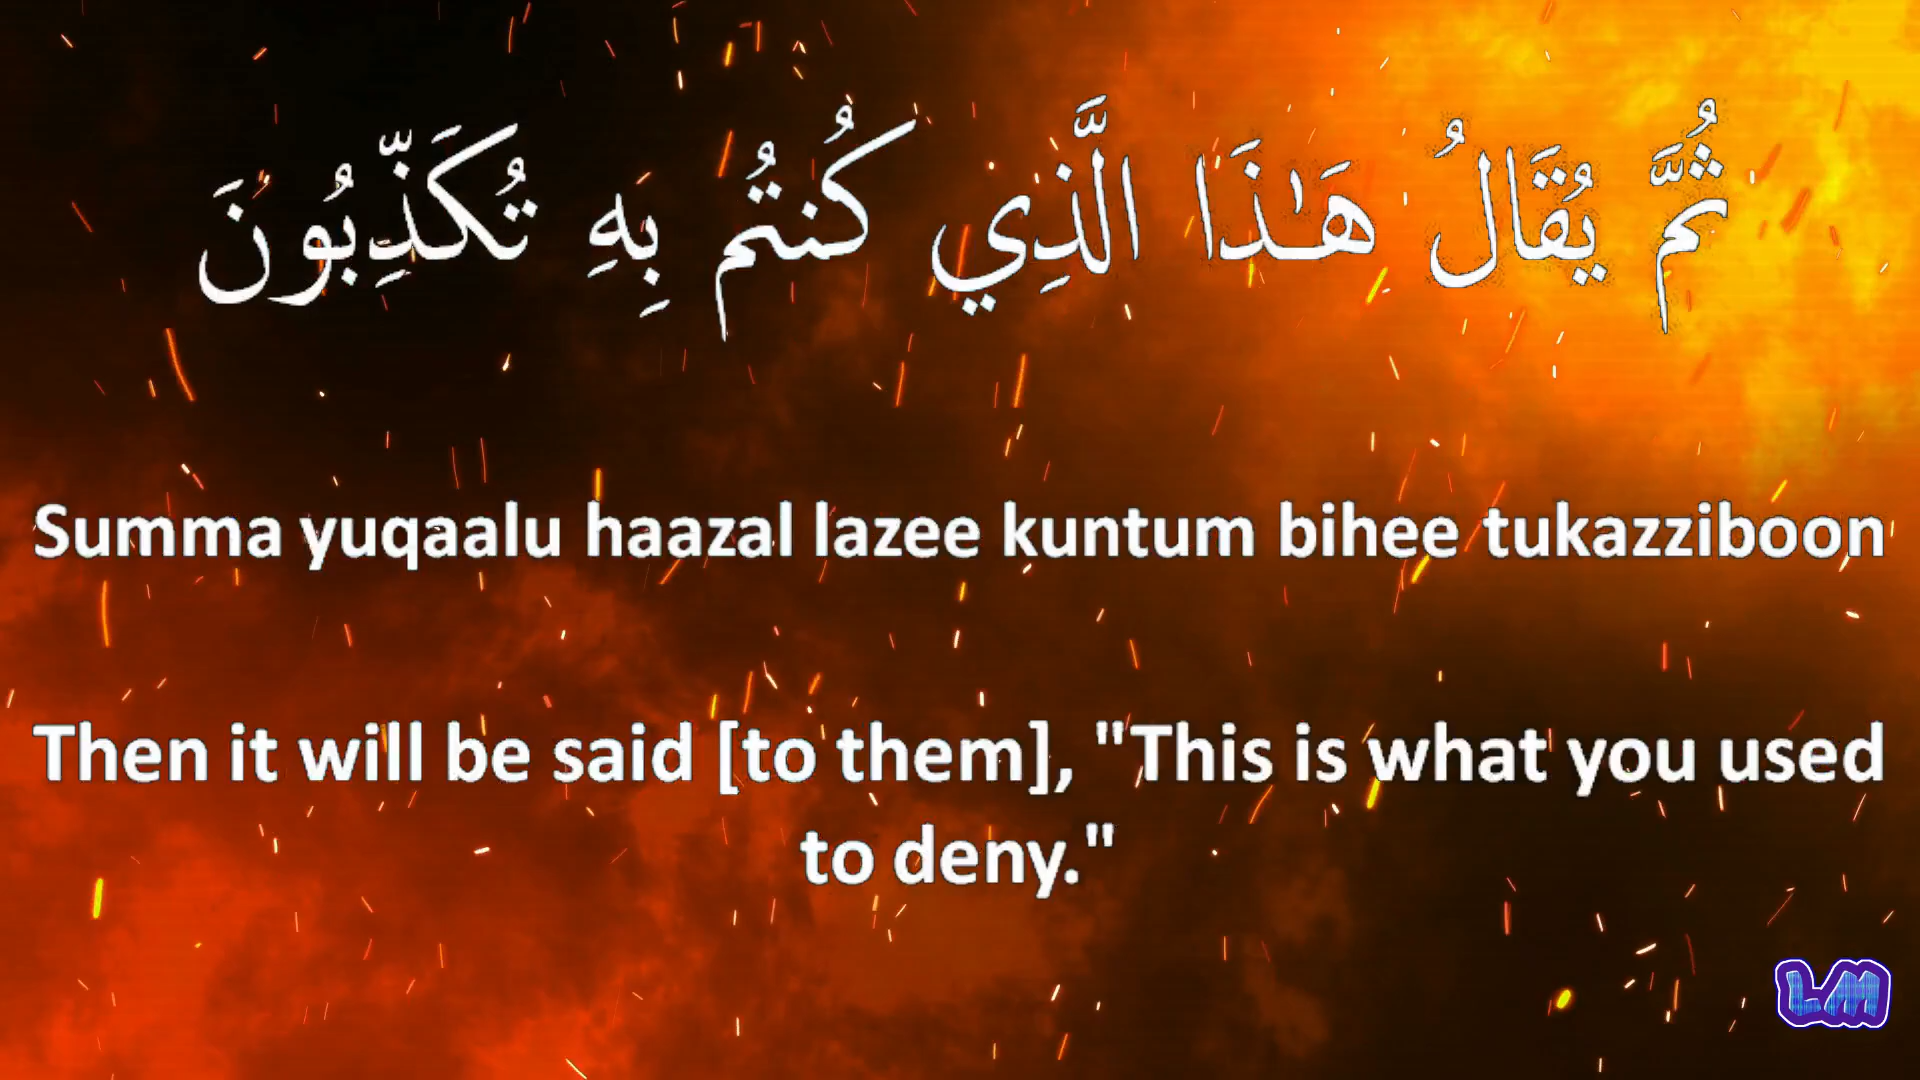 ثُمَّ يُقَالُ هَـٰذَا الَّذِي كُنتُم بِهِ تُكَذِّبُونَ
Summa yuqaalu haazal lazee kuntum bihee tukazziboon
Then it will be said [to them], "This is what you used
to deny."
LM